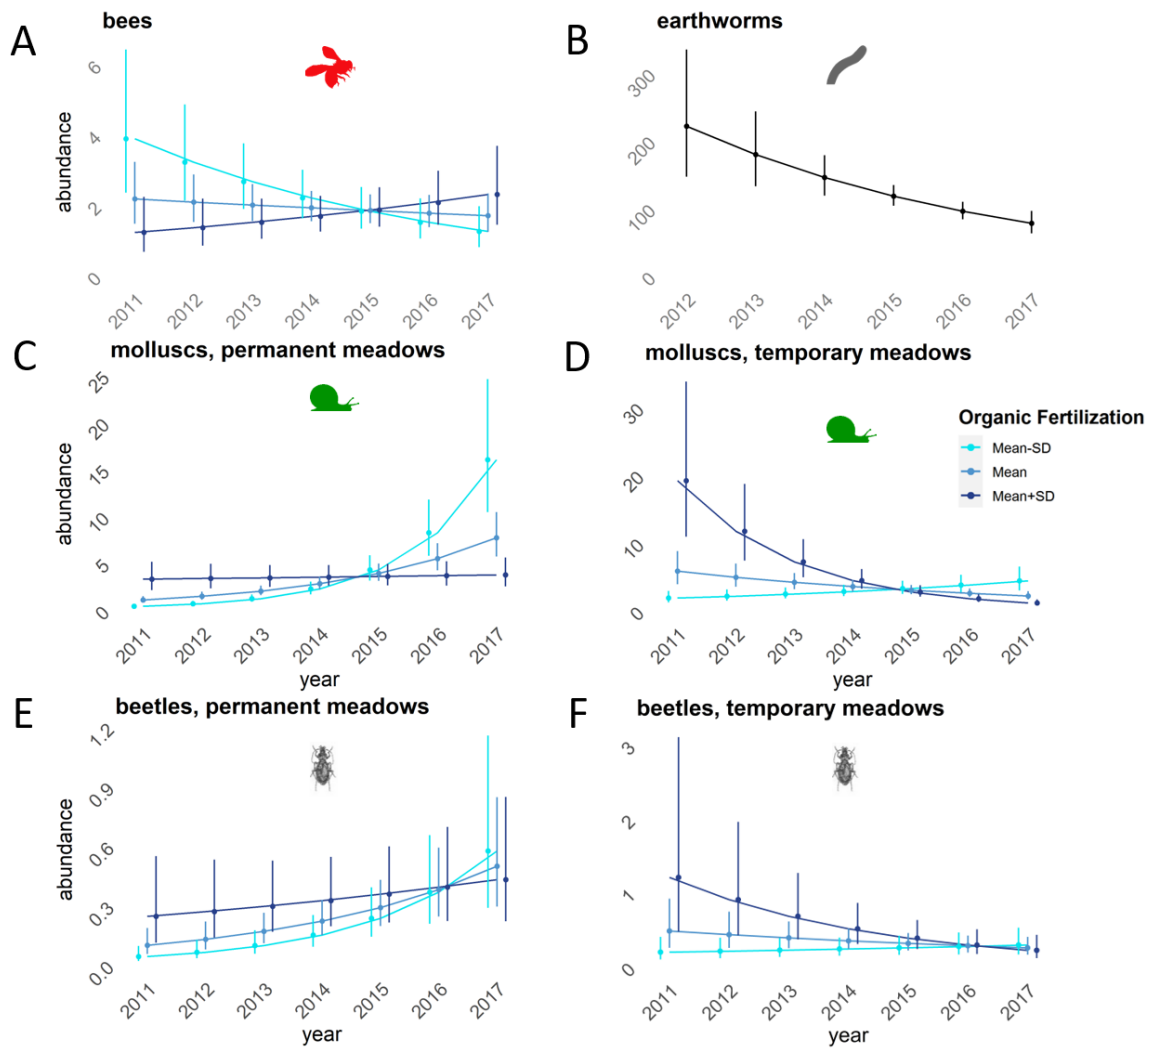 A bees
6
4
2
0
abundance
2011 2012 2013 2014 2015 2016 2017
B earthworms
300
200
100
0
2012 2013 2014 2015 2016 2017
C molluscs, permanent meadows
25
20
15
10
5
0
abundance
2011 2012 2013 2014 2015 2016 2017
year
D molluscs, temporary meadows
30
20
10
0
2011 2012 2013 2014 2015 2016 2017
year
Organic Fertilization
Mean-SD
Mean
Mean+SD
E beetles, permanent meadows
1.2
0.9
0.6
0.3
0.0
abundance
2011 2012 2013 2014 2015 2016 2017
year
F beetles, temporary meadows
3
2
1
0
2011 2012 2013 2014 2015 2016 2017
year